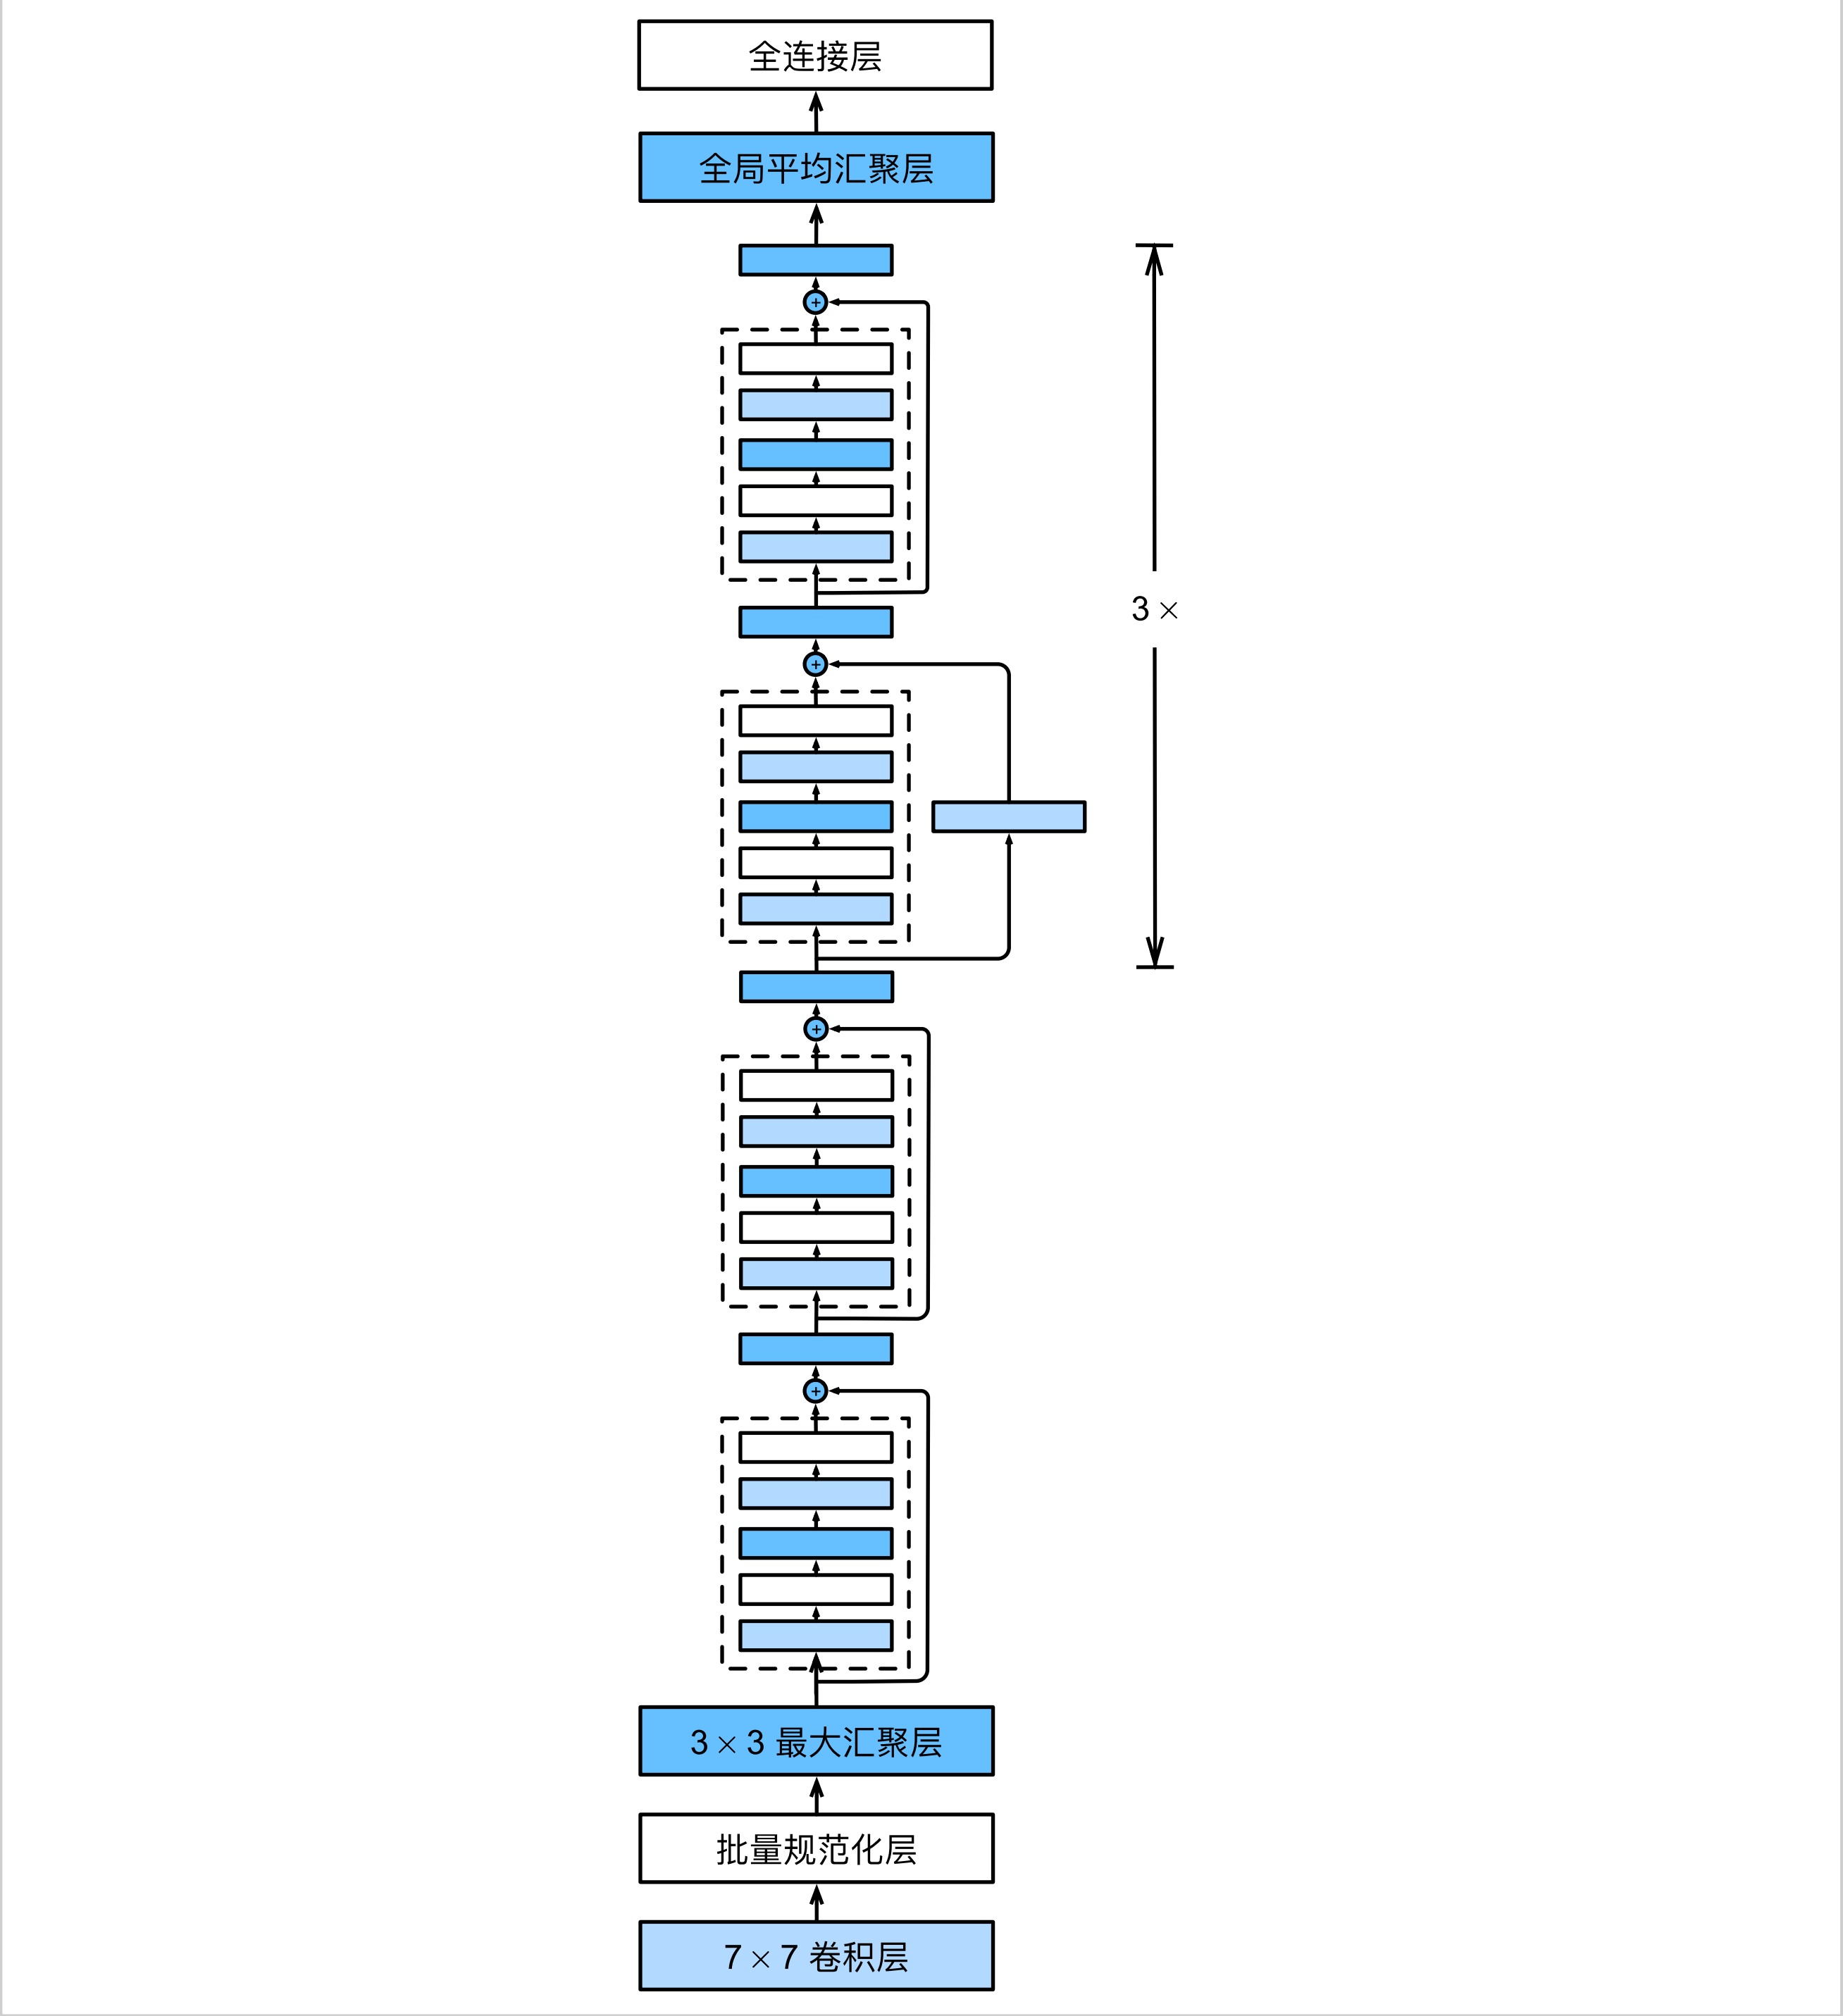 全连接层
全局平均汇聚层
+
3 ×
+
+
+
3 × 3 最大汇聚层
批量规范化层
7 × 7 卷积层